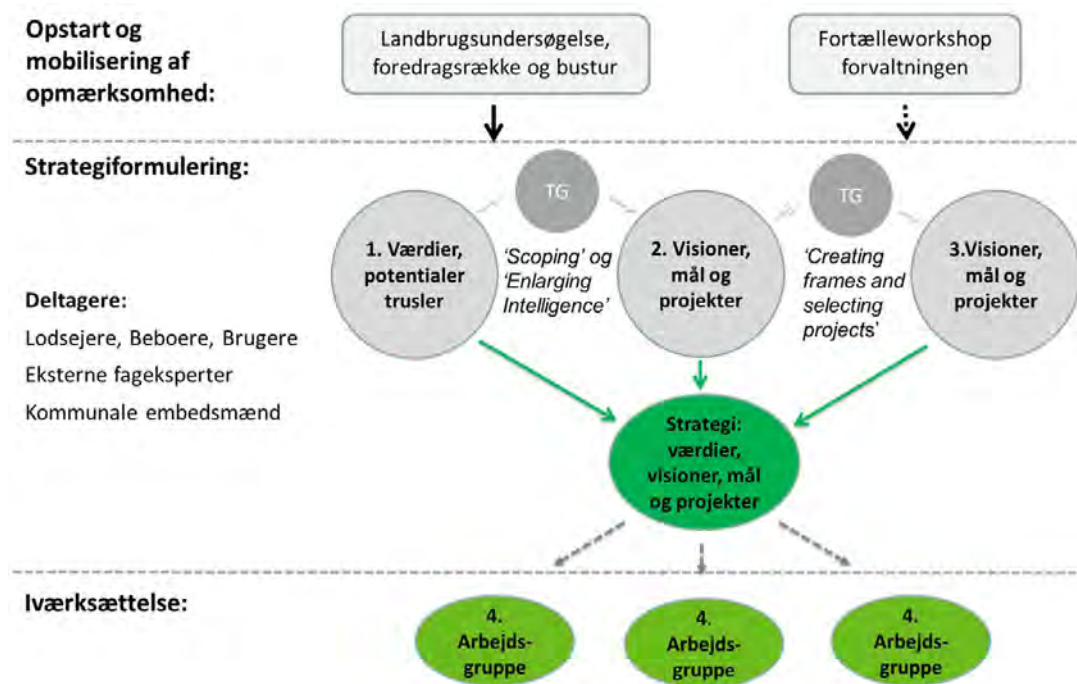 Opstart og
mobilisering af
opmærksomhed:
Landbrugsundersøgelse,
foredragsrække og bustur
Fortælleworkshop
forvaltningen
Strategiformulering:
TG
TG
1. Værdier,
potentialer
trusler
'Scoping' og
'Enlarging
Intelligence'
2. Visioner,
mål og
projekter
'Creating
frames and
selecting
projects'
3.Visioner,
mål og
projekter
Deltagere:
Lodsejere, Beboere, Brugere
Eksterne fageksperter
Kommunale embedsmænd
Strategi:
værdier,
visioner, mål
og projekter
Iværksættelse:
4.
Arbejds-
gruppe
4.
Arbejds-
gruppe
4.
Arbejds-
gruppe